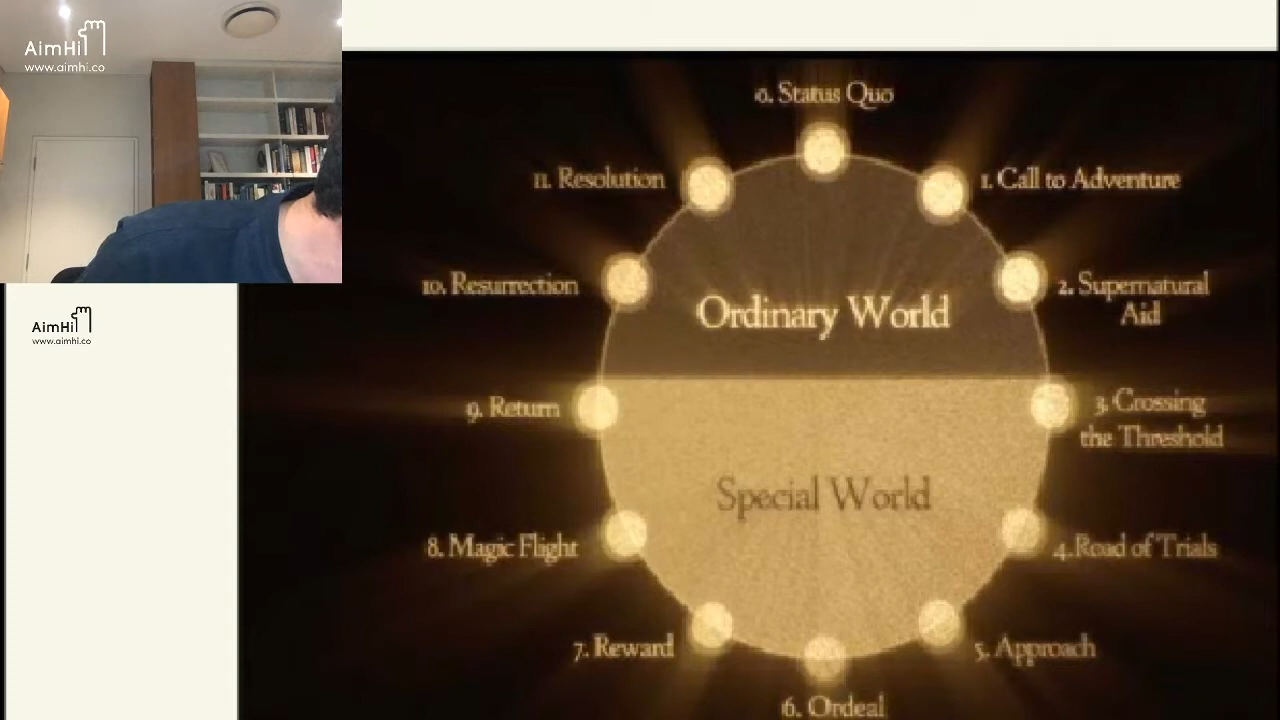 AimHi
www.aimhi.co
AimHi
www.aimhi.co
0. Status Quo
11. Resolution
1. Call to Adventure
10. Resurrection
2. Supernatural
Aid
Ordinary World
9. Return
3. Crossing
the Threshold
Special World
8. Magic Flight
4.Road of Trials
7. Reward
5. Approach
6. Ordeal